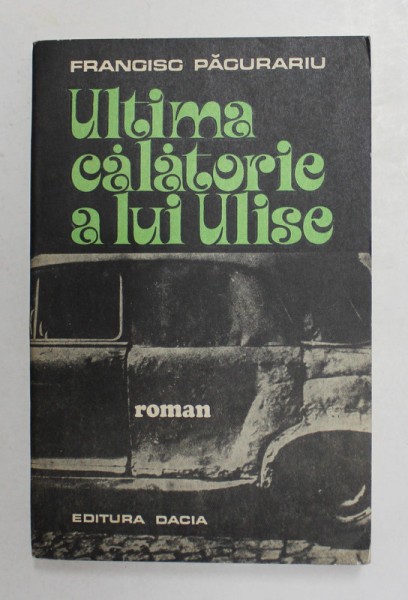 FRANCISC PĂCURARIU
Ultima
călătorie
a lui Ulise
roman
EDITURA DACIA